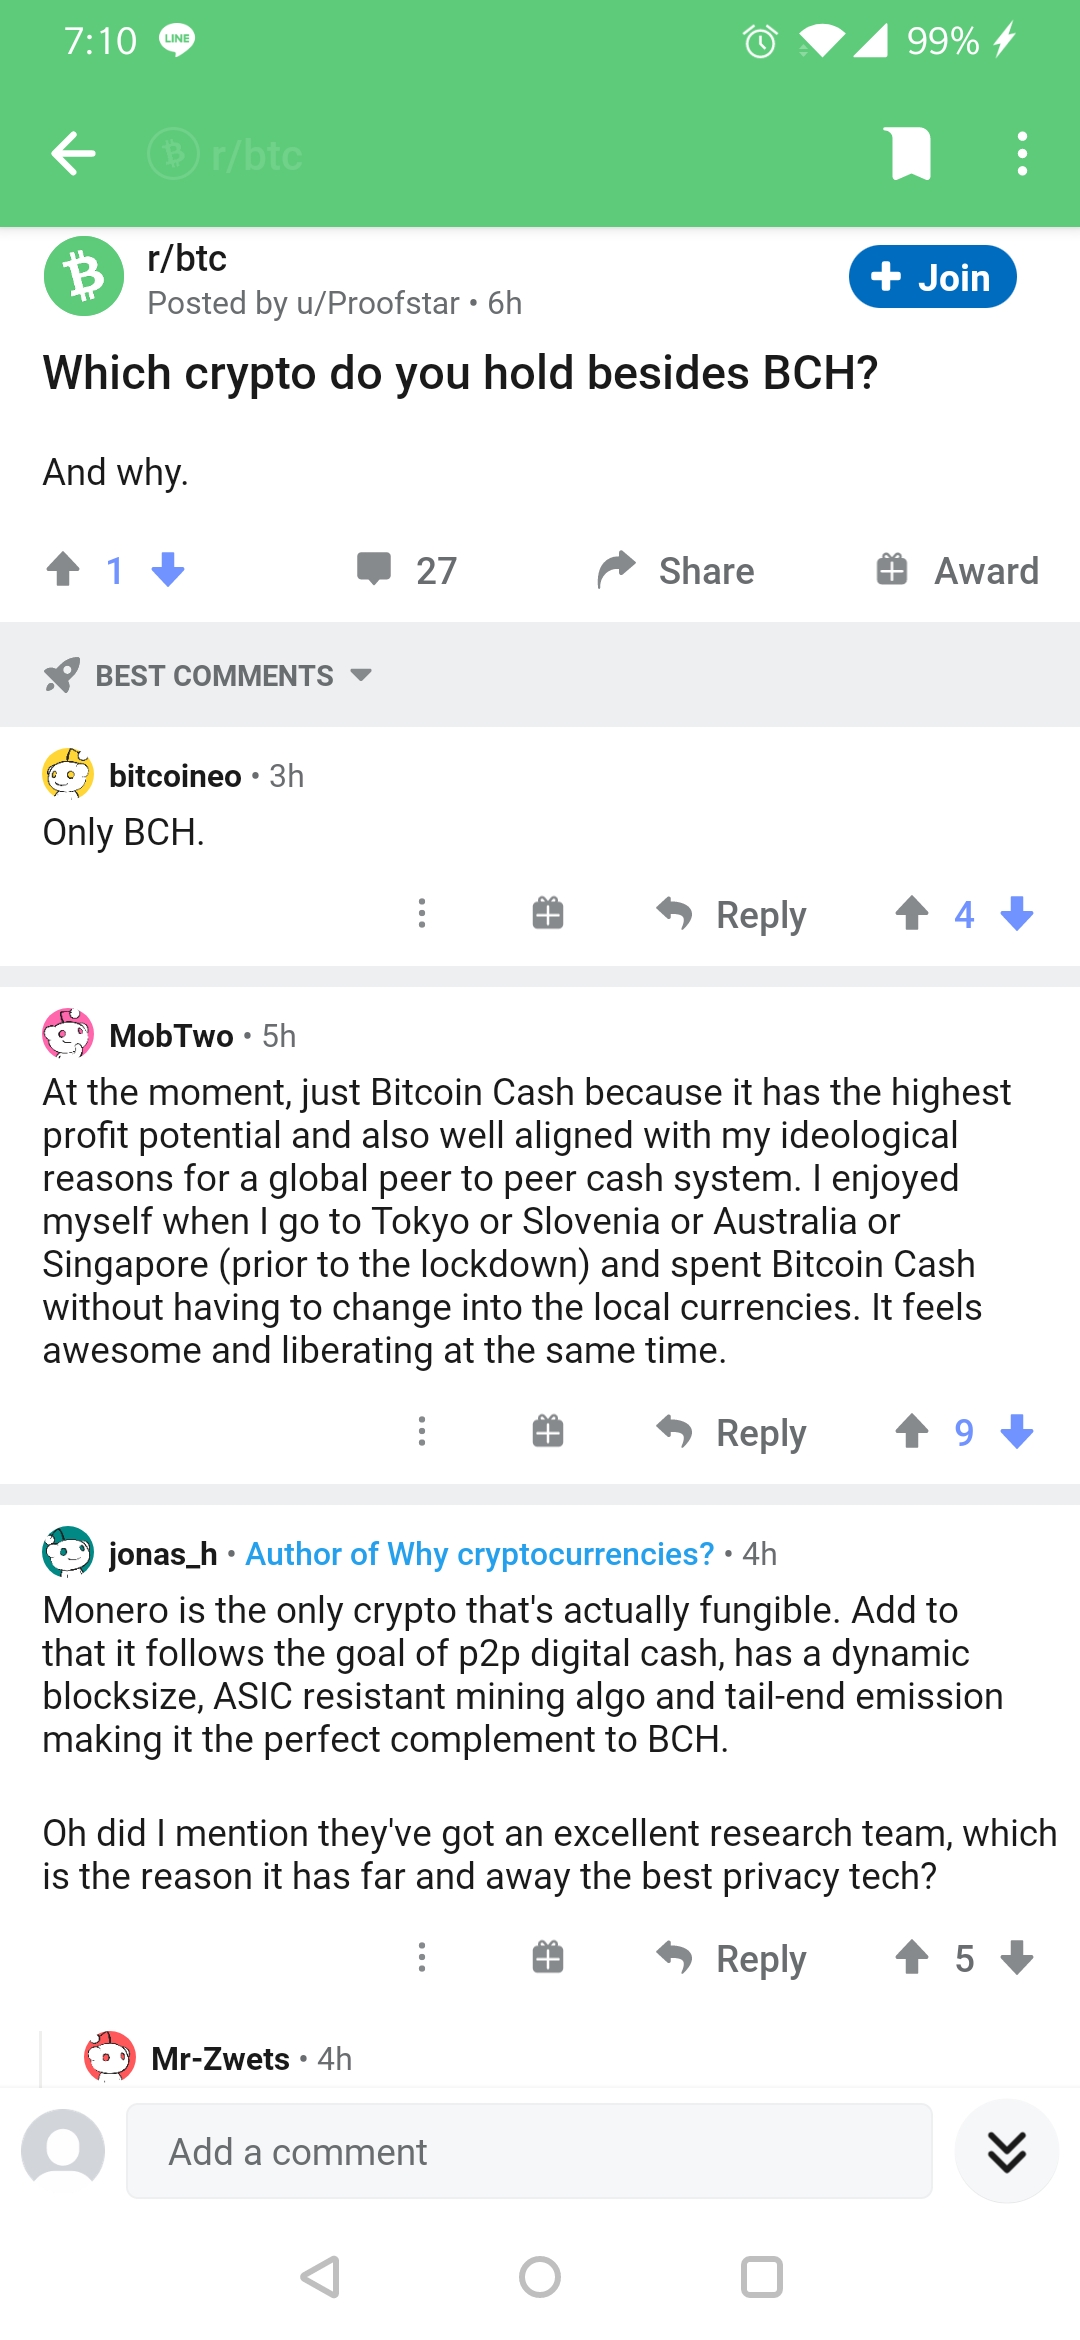 7:10 LINE 99%
r/btc
r/btc
Posted by u/Proofstar • 6h
+ Join
Which crypto do you hold besides BCH?
And why.
1 27 Share Award
BEST COMMENTS
bitcoineo • 3h
Only BCH.
Reply 4
MobTwo • 5h
At the moment, just Bitcoin Cash because it has the highest
profit potential and also well aligned with my ideological
reasons for a global peer to peer cash system. I enjoyed
myself when I go to Tokyo or Slovenia or Australia or
Singapore (prior to the lockdown) and spent Bitcoin Cash
without having to change into the local currencies. It feels
awesome and liberating at the same time.
Reply 9
jonas_h • Author of Why cryptocurrencies? • 4h
Monero is the only crypto that's actually fungible. Add to
that it follows the goal of p2p digital cash, has a dynamic
blocksize, ASIC resistant mining algo and tail-end emission
making it the perfect complement to BCH.
Oh did I mention they've got an excellent research team, which
is the reason it has far and away the best privacy tech?
Reply 5
Mr-Zwets • 4h
Add a comment